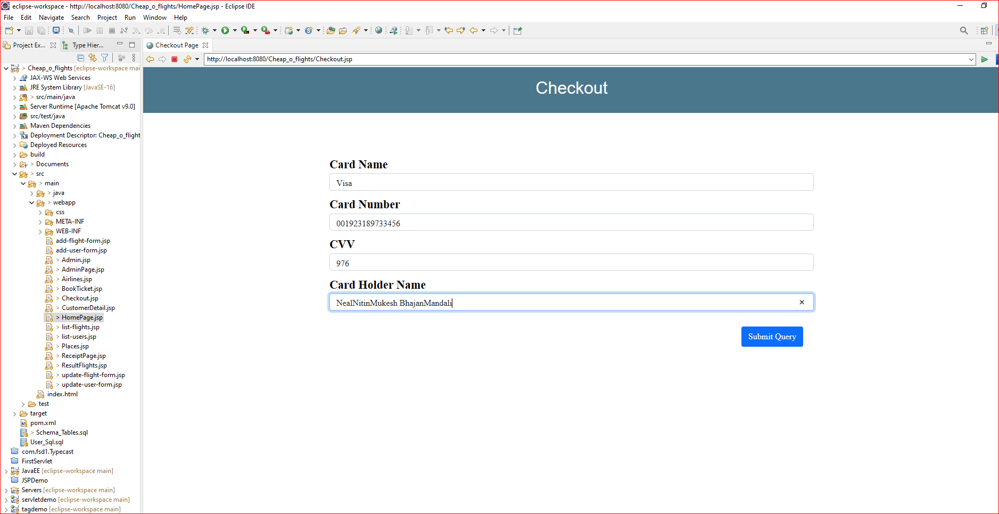 eclipse-workspace - http://localhost:8080/Cheap_o_flights/HomePage.jsp - Eclipse IDE
File Edit Navigate Search Project Run Window Help
Project Ex... Type Hier...
Checkout Page
http://localhost:8080/Cheap_o_flights/Checkout.jsp
> Cheap_o_flights [eclipse-workspace mai
JAX-WS Web Services
JRE System Library [JavaSE-16]
> src/main/java
Server Runtime [Apache Tomcat v9.0]
src/test/java
Maven Dependencies
Deployment Descriptor: Cheap_o_flight
Deployed Resources
build
> Documents
> src
> main
> java
> webapp
css
META-INF
WEB-INF
add-flight-form.jsp
add-user-form.jsp
> Admin.jsp
> AdminPage.jsp
> Airlines.jsp
> BookTicket.jsp
> Checkout.jsp
> CustomerDetail.jsp
> HomePage.jsp
> list-flights.jsp
> list-users.jsp
> Places.jsp
> ReceiptPage.jsp
> ResultFlights.jsp
> update-flight-form.jsp
> update-user-form.jsp
index.html
test
target
pom.xml
> Schema_Tables.sql
User_Sql.sql
com.fsd1.Typecast
FirstServlet
JavaEE [eclipse-workspace main]
JSPDemo
Servers [eclipse-workspace main]
servletdemo [eclipse-workspace main]
tagdemo [eclipse-workspace main]
Checkout
Card Name
Visa
Card Number
001923189733456
CVV
976
Card Holder Name
NealNitinMukesh BhajanMandali
Submit Query